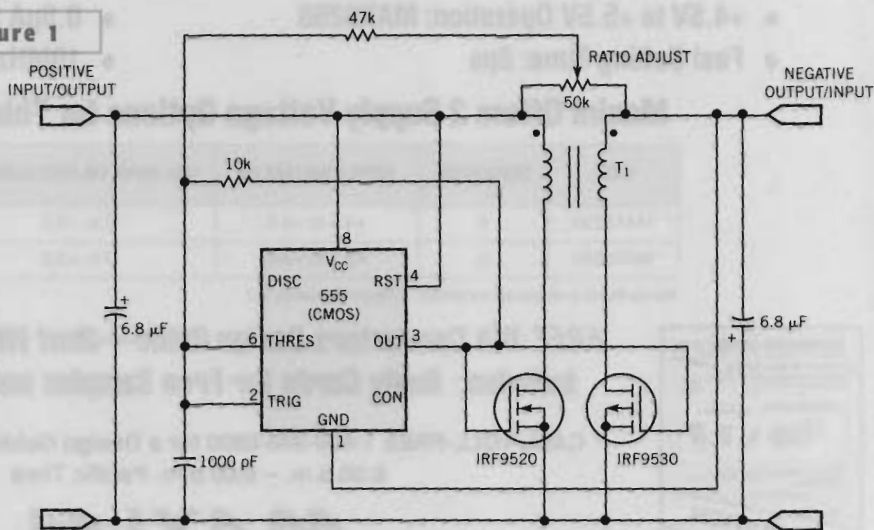 ure 1
47k
RATIO ADJUST
50k
POSITIVE
INPUT/OUTPUT
NEGATIVE
OUTPUT/INPUT
10k
T1
8
VCC
DISC
RST
4
555
(CMOS)
6.8 µF
+
6
THRES
OUT
3
6.8 µF
+
2
TRIG
CON
GND
1
1000 pF
IRF9520
IRF9530